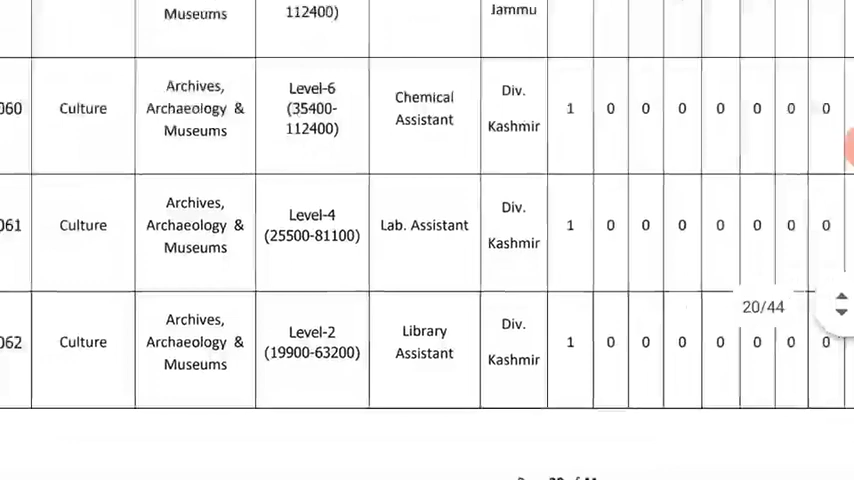 Museums 112400) Jammu
060 Culture Archives, Archaeology & Museums Level-6 (35400-112400) Chemical Assistant Div. Kashmir 1 0 0 0 0 0 0 0
061 Culture Archives, Archaeology & Museums Level-4 (25500-81100) Lab. Assistant Div. Kashmir 1 0 0 0 0 0 0 0
20/44
062 Culture Archives, Archaeology & Museums Level-2 (19900-63200) Library Assistant Div. Kashmir 1 0 0 0 0 0 0 0